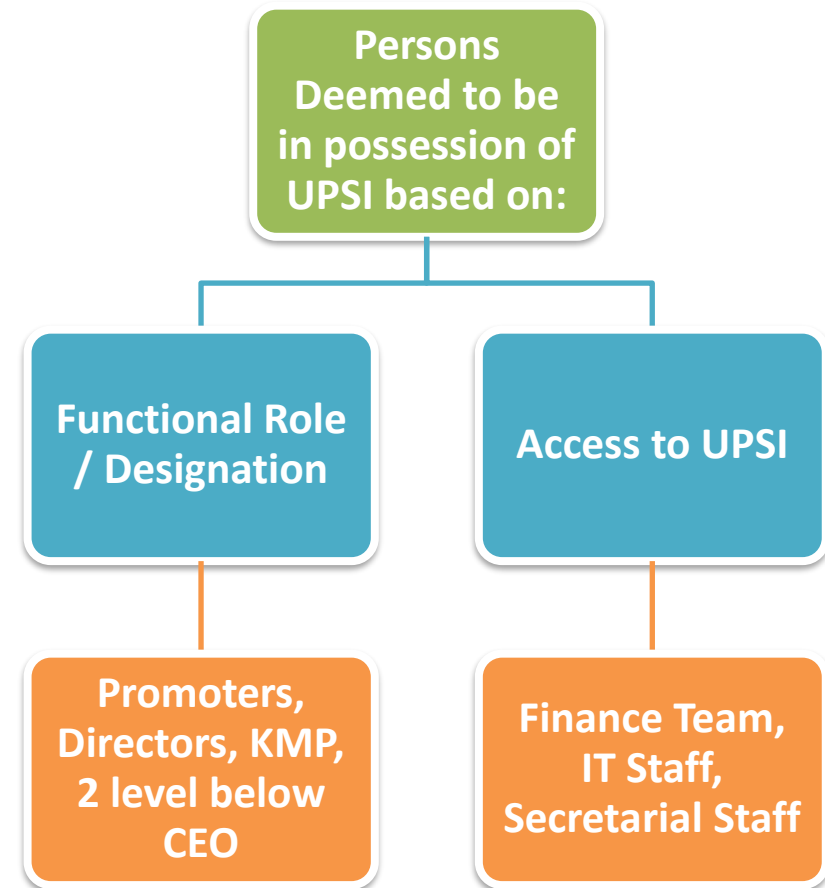 Persons
Deemed to be
in possession of
UPSI based on:
Functional Role
/ Designation
Access to UPSI
Promoters,
Directors, KMP,
2 level below
CEO
Finance Team,
IT Staff,
Secretarial Staff